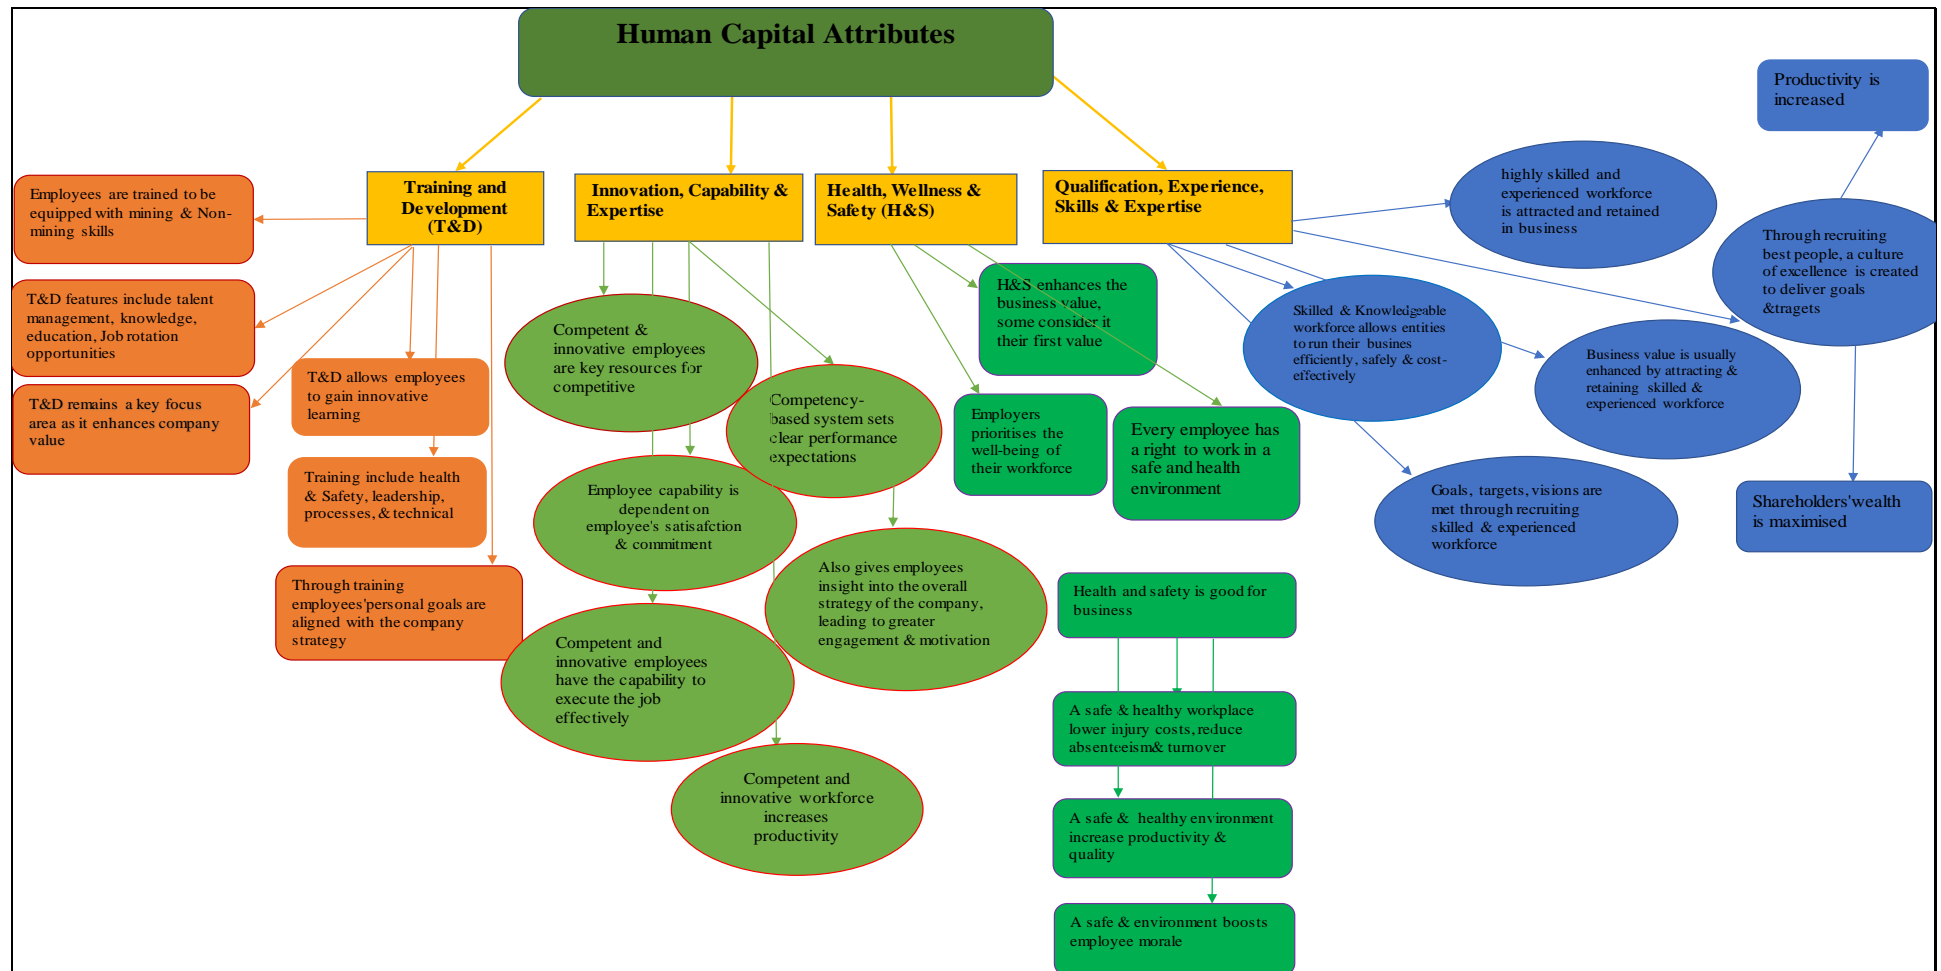 Human Capital Attributes
Training and
Development
(T&D)
Innovation, Capability &
Expertise
Health, Wellness &
Safety (H&S)
Qualification, Experience,
Skills & Expertise
Employees are trained to be
equipped with mining & Non-
mining skills
T&D features include talent
management, knowledge,
education, Job rotation
opportunities
T&D remains a key focus
area as it enhances company
value
T&D allows employees
to gain innovative
learning
Training include health
& Safety, leadership,
processes, & technical
Through training
employees'personal goals are
aligned with the company
strategy
Competent &
innovative employees
are key resources for
competitive
Competency-
based system sets
clear performance
expectations
Employee capability is
dependent on
employee's satisafction
& commitment
Also gives employees
insight into the overall
strategy of the company,
leading to greater
engagement & motivation
Competent and
innovative employees
have the capability to
execute the job
effectively
Competent and
innovative workforce
increases
productivity
H&S enhances the
business value,
some consider it
their first value
Employers
prioritises the
well-being of
their workforce
Every employee has
a right to work in a
safe and health
environment
Health and safety is good for
business
A safe & healthy workplace
lower injury costs, reduce
absenteeism& turnover
A safe & healthy environment
increase productivity &
quality
A safe & environment boosts
employee morale
highly skilled and
experienced workforce
is attracted and retained
in business
Skilled & Knowledgeable
workforce allows entities
to run their busines
efficiently, safely & cost-
effectively
Business value is usually
enhanced by attracting &
retaining skilled &
experienced workforce
Goals, targets, visions are
met through recruiting
skilled & experienced
workforce
Productivity is
increased
Through recruiting
best people, a culture
of excellence is created
to deliver goals
&tragets
Shareholders'wealth
is maximised